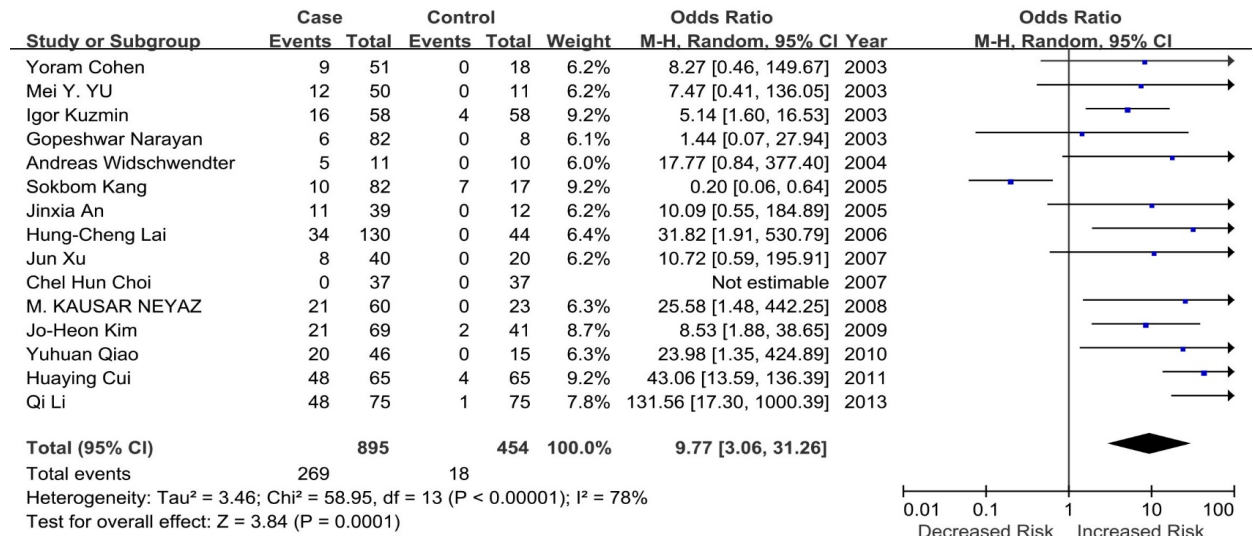 Case Control Odds Ratio Odds Ratio
Study or Subgroup Events Total Events Total Weight M-H, Random, 95% CI Year M-H, Random, 95% CI
Yoram Cohen 9 51 0 18 6.2% 8.27 [0.46, 149.67] 2003
Mei Y. YU 12 50 0 11 6.2% 7.47 [0.41, 136.05] 2003
Igor Kuzmin 16 58 4 58 9.2% 5.14 [1.60, 16.53] 2003
Gopeshwar Narayan 6 82 0 8 6.1% 1.44 [0.07, 27.94] 2003
Andreas Widschwendter 5 11 0 10 6.0% 17.77 [0.84, 377.40] 2004
Sokbom Kang 10 82 7 17 9.2% 0.20 [0.06, 0.64] 2005
Jinxia An 11 39 0 12 6.2% 10.09 [0.55, 184.89] 2005
Hung-Cheng Lai 34 130 0 44 6.4% 31.82 [1.91, 530.79] 2006
Jun Xu 8 40 0 20 6.2% 10.72 [0.59, 195.91] 2007
Chel Hun Choi 0 37 0 37 Not estimable 2007
M. KAUSAR NEYAZ 21 60 0 23 6.3% 25.58 [1.48, 442.25] 2008
Jo-Heon Kim 21 69 2 41 8.7% 8.53 [1.88, 38.65] 2009
Yuhuan Qiao 20 46 0 15 6.3% 23.98 [1.35, 424.89] 2010
Huaying Cui 48 65 4 65 9.2% 43.06 [13.59, 136.39] 2011
Qi Li 48 75 1 75 7.8% 131.56 [17.30, 1000.39] 2013
Total (95% CI) 895 454 100.0% 9.77 [3.06, 31.26]
Total events 269 18
Heterogeneity: Tau² = 3.46; Chi² = 58.95, df = 13 (P < 0.00001); I² = 78%
Test for overall effect: Z = 3.84 (P = 0.0001)
0.01 0.1 1 10 100
Decreased Risk Increased Risk